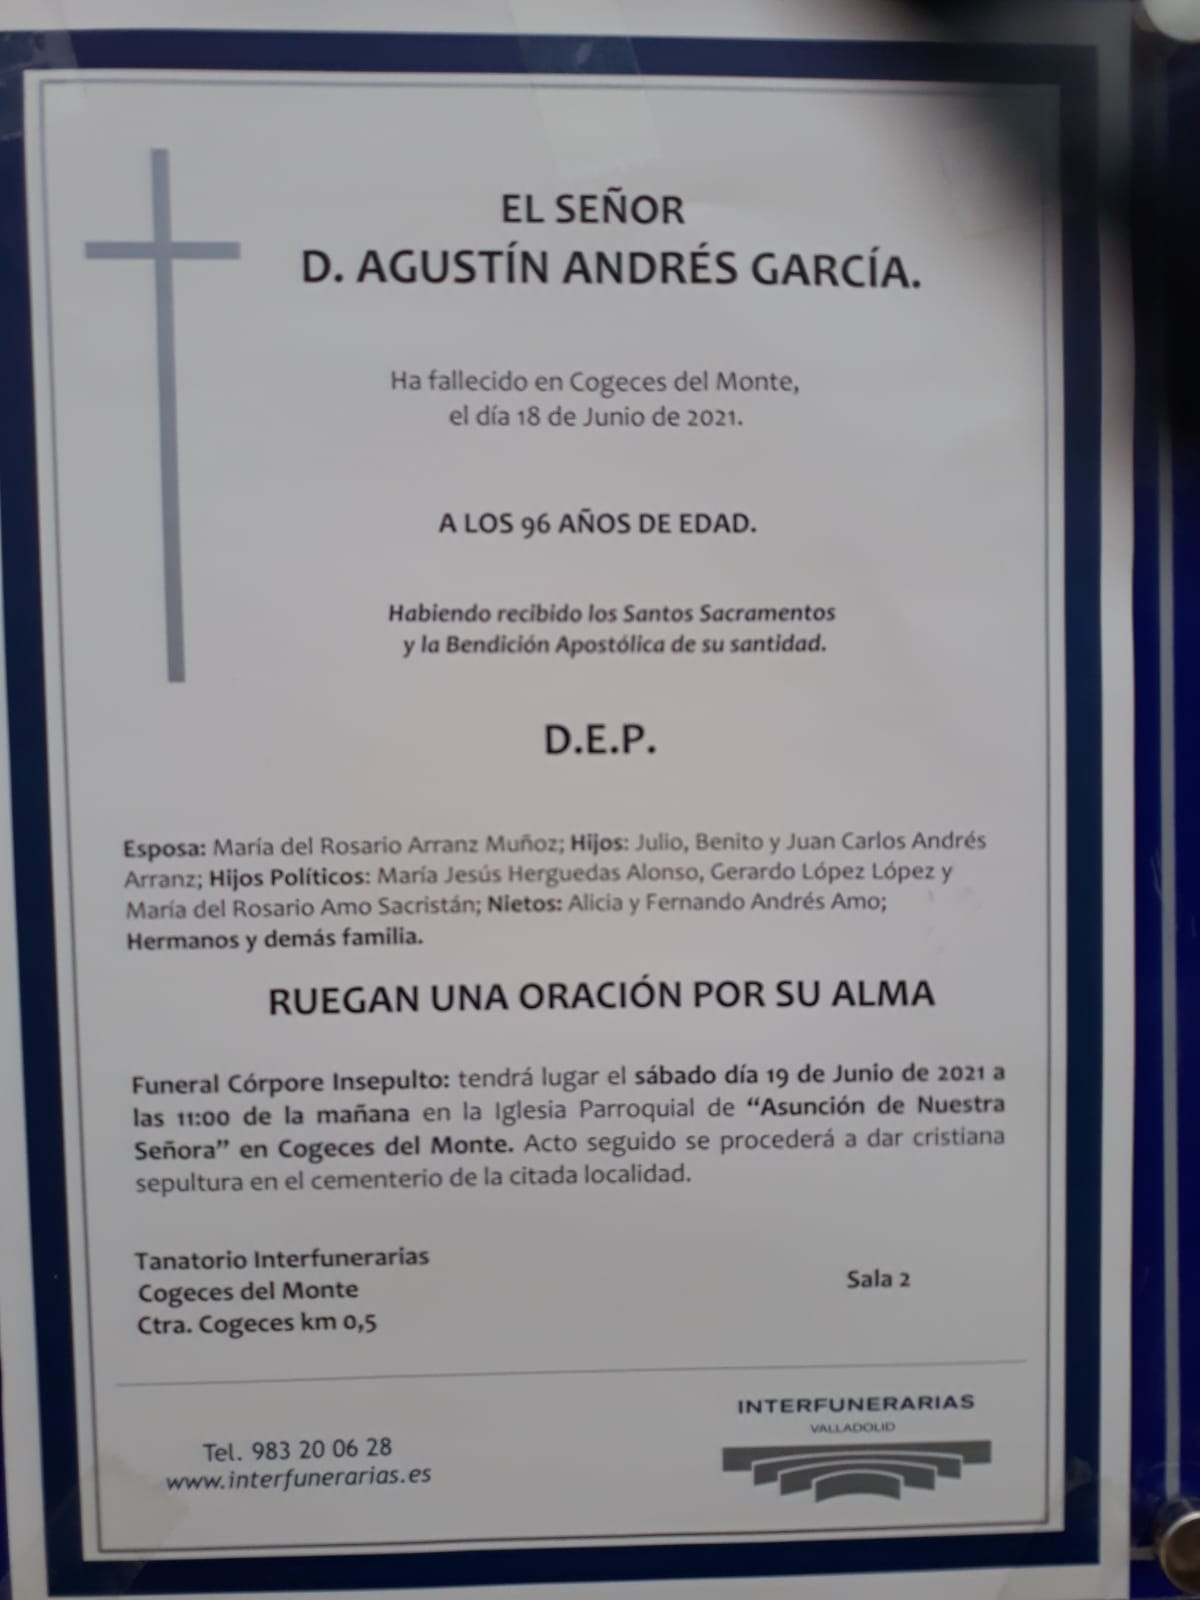 EL SEÑOR
D. AGUSTÍN ANDRÉS GARCÍA.
Ha fallecido en Cogeces del Monte,
el día 18 de Junio de 2021.
A LOS 96 AÑOS DE EDAD.
Habiendo recibido los Santos Sacramentos
y la Bendición Apostólica de su santidad.
D.E.P.
Esposa: María del Rosario Arranz Muñoz; Hijos: Julio, Benito y Juan Carlos Andrés
Arranz; Hijos Políticos: María Jesús Herguedas Alonso, Gerardo López López y
María del Rosario Amo Sacristán; Nietos: Alicia y Fernando Andrés Amo;
Hermanos y demás familia.
RUEGAN UNA ORACIÓN POR SU ALMA
Funeral Córpore Insepulto: tendrá lugar el sábado día 19 de Junio de 2021 a
las 11:00 de la mañana en la Iglesia Parroquial de “Asunción de Nuestra
Señora” en Cogeces del Monte. Acto seguido se procederá a dar cristiana
sepultura en el cementerio de la citada localidad.
Tanatorio Interfunerarias
Cogeces del Monte
Ctra. Cogeces km 0,5
Sala 2
Tel. 983 20 06 28
www.interfunerarias.es
INTERFUNERARIAS
VALLADOLID